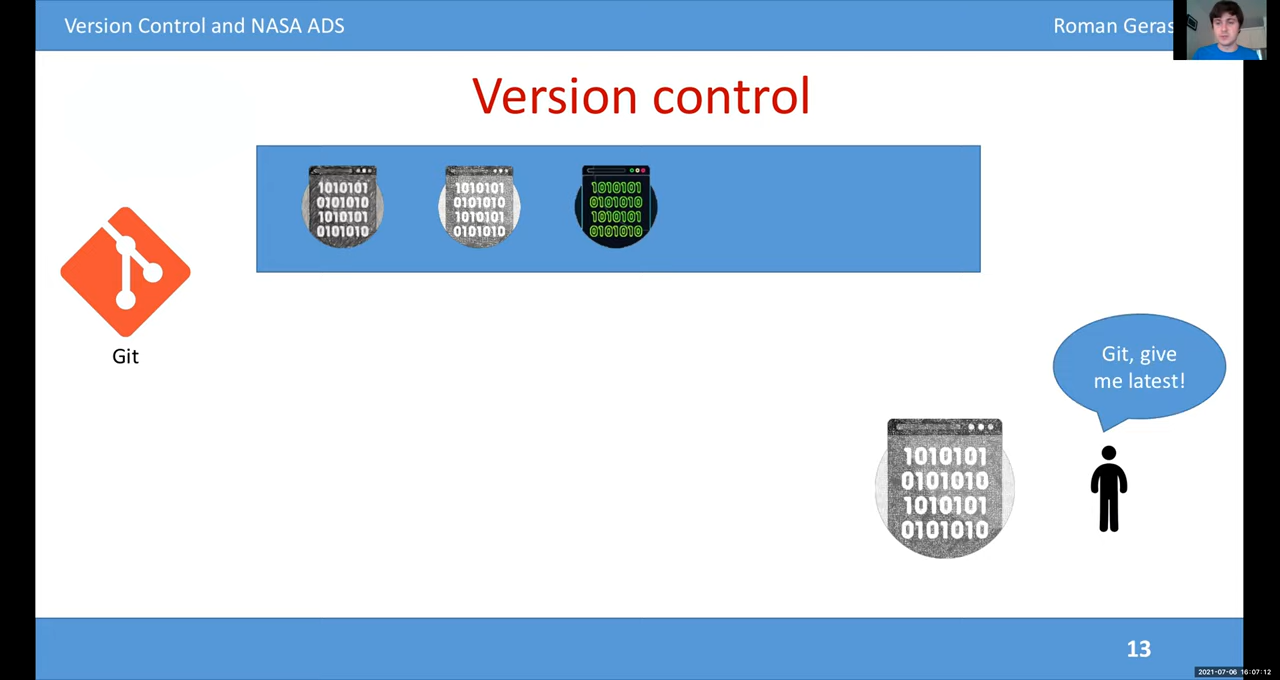 Version Control and NASA ADS
Roman Geras
Version control
1010101 1010101 1010101
0101010 0101010 0101010
1010101 1010101 1010101
0101010 0101010 0101010
Git
Git, give
me latest!
1010101
0101010
1010101
0101010
13
2021-07-06 16:07:12